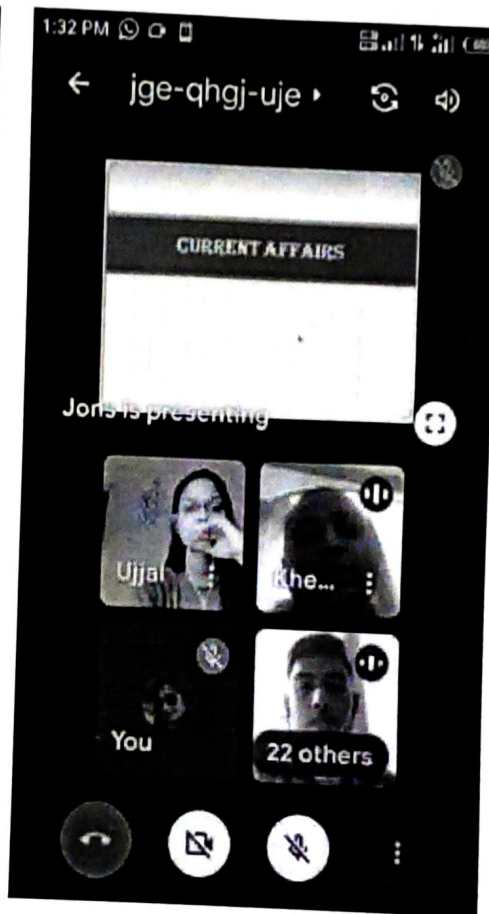 1:32 PM
jge-qhgj-uje
CURRENT AFFAIRS
Jons is presenting
Ujjal
Khe...
You
22 others